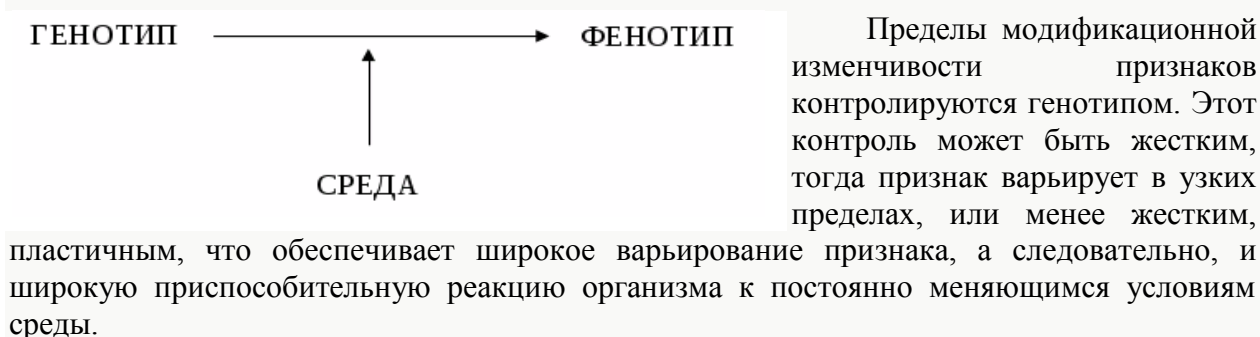 ГЕНОТИП ФЕНОТИП
СРЕДА
Пределы модификационной
изменчивости признаков
контролируются генотипом. Этот
контроль может быть жестким,
тогда признак варьирует в узких
пределах, или менее жестким,
пластичным, что обеспечивает широкое варьирование признака, а следовательно, и
широкую приспособительную реакцию организма к постоянно меняющимся условиям
среды.